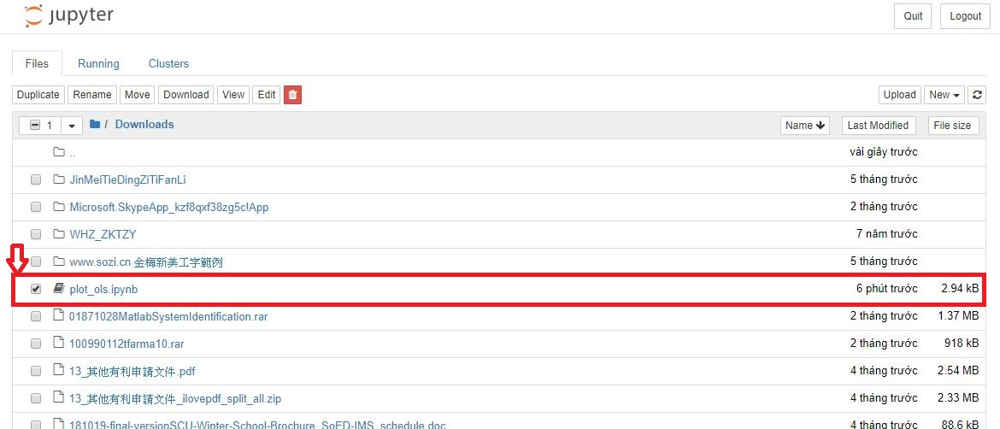 jupyter Quit Logout
Files Running Clusters
Duplicate Rename Move Download View Edit Upload New
1 / Downloads Name Last Modified File size
.. vài giây trước
JinMeiTieDingZiTiFanLi 5 tháng trước
Microsoft.SkypeApp_kzf8qxf38zg5c!App 2 tháng trước
WHZ_ZKTZY 7 năm trước
www.sozi.cn 金梅新美工字範例 5 tháng trước
plot_ols.ipynb 6 phút trước 2.94 kB
01871028MatlabSystemIdentification.rar 2 tháng trước 1.37 MB
100990112tfarma10.rar 2 tháng trước 918 kB
13_其他有利申請文件.pdf 4 tháng trước 2.54 MB
13_其他有利申請文件_ilovepdf_split_all.zip 4 tháng trước 2.33 MB
181019-final-versionSCU-Winter-School-Brochure_SoED-IMS_schedule.doc 4 tháng trước 88.6 kB